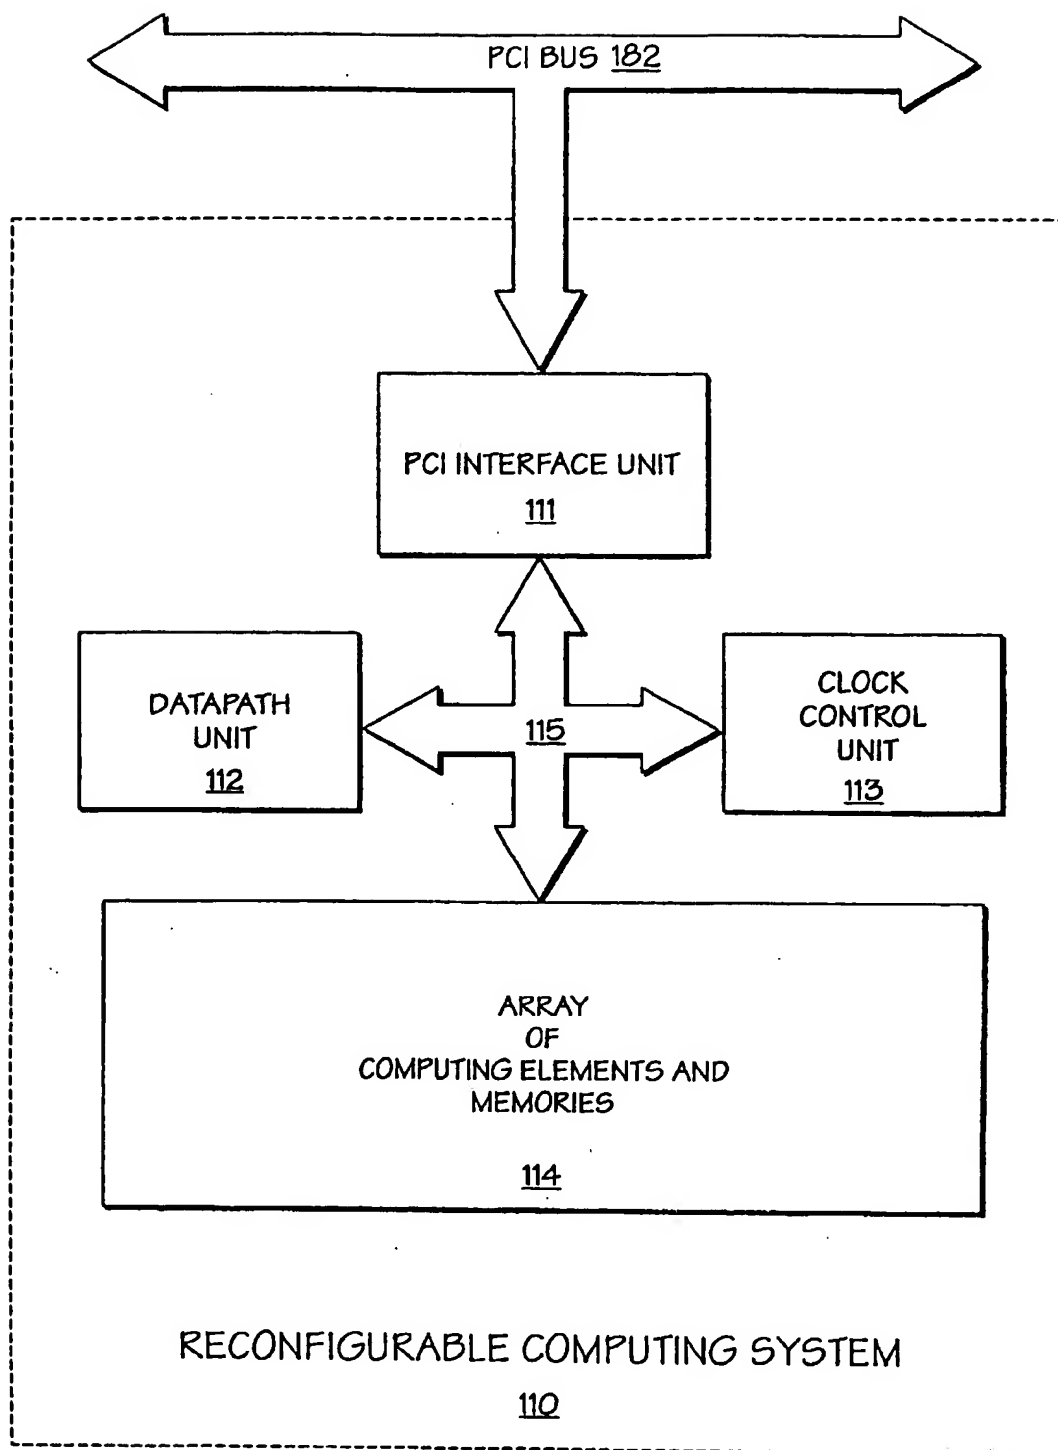 PCI BUS 182
PCI INTERFACE UNIT
111
DATAPATH
UNIT
112
115
CLOCK
CONTROL
UNIT
113
ARRAY
OF
COMPUTING ELEMENTS AND
MEMORIES
114
RECONFIGURABLE COMPUTING SYSTEM
110